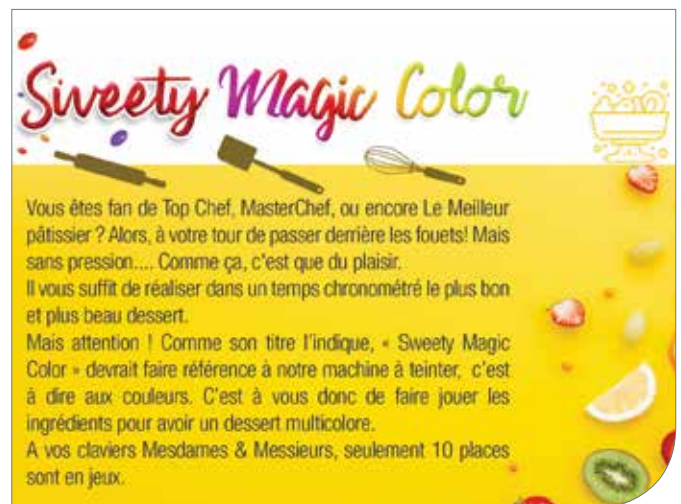 Sweety Magic Color
Vous êtes fan de Top Chef, MasterChef, ou encore Le Meilleur
pâtissier ? Alors, à votre tour de passer derrière les fouets! Mais
sans pression.... Comme ça, c'est que du plaisir.
Il vous suffit de réaliser dans un temps chronométré le plus bon
et plus beau dessert.
Mais attention ! Comme son titre l'indique, « Sweety Magic
Color » devrait faire référence à notre machine à teinter, c'est
à dire aux couleurs. C'est à vous donc de faire jouer les
ingrédients pour avoir un dessert multicolore.
A vos claviers Mesdames & Messieurs, seulement 10 places
sont en jeux.